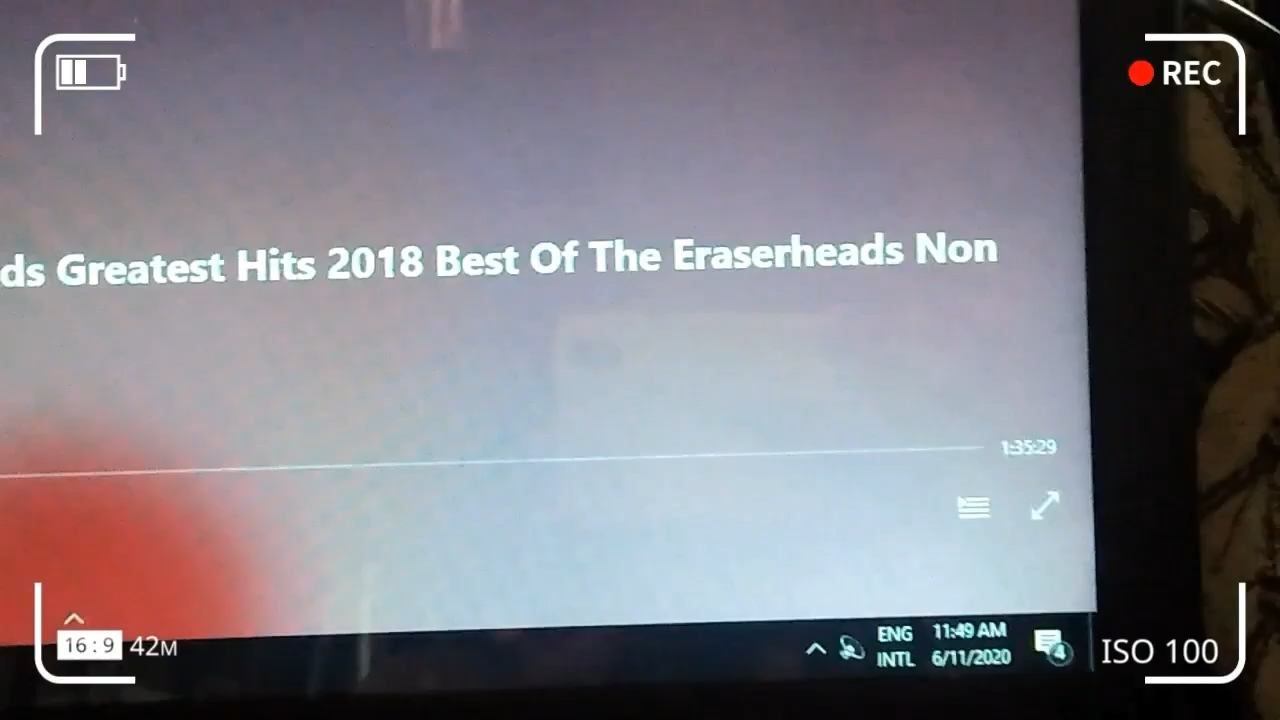 REC
ds Greatest Hits 2018 Best Of The Eraserheads Non
1:35:29
ENG 11:49 AM
INTL 6/11/2020
4
16:9 42M
ISO 100